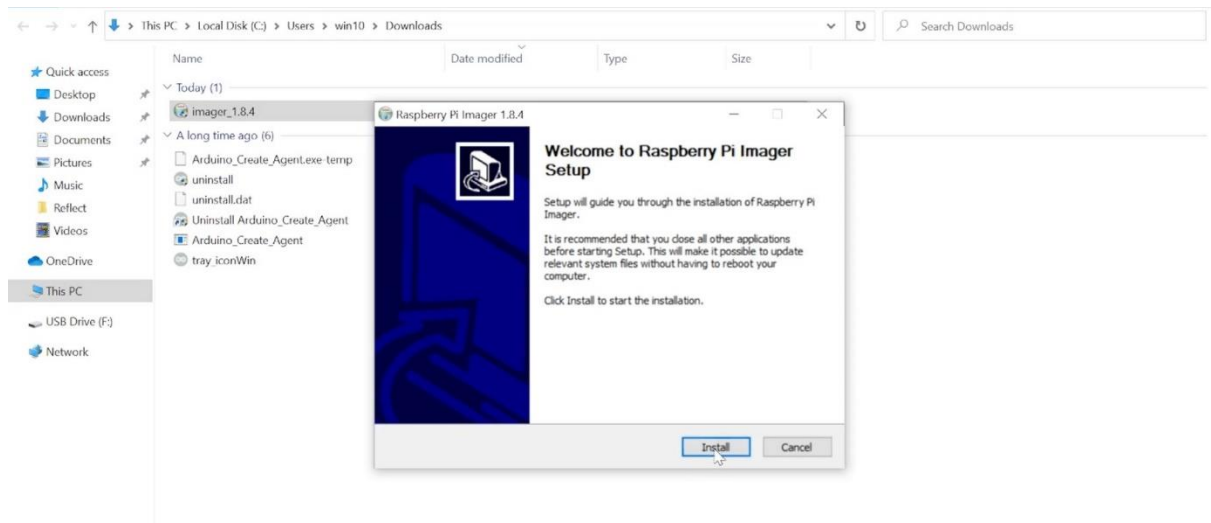 This PC > Local Disk (C:) > Users > win10 > Downloads
Search Downloads
Name Date modified Type Size
Quick access
Desktop
Downloads
Documents
Pictures
Music
Reflect
Videos
OneDrive
This PC
USB Drive (F:)
Network
Today (1)
imager_1.8.4
A long time ago (6)
Arduino_Create_Agent.exe-temp
uninstall
uninstall.dat
Uninstall Arduino_Create_Agent
Arduino_Create_Agent
tray_iconWin
Raspberry Pi Imager 1.8.4
Welcome to Raspberry Pi Imager
Setup
Setup will guide you through the installation of Raspberry Pi
Imager.
It is recommended that you close all other applications
before starting Setup. This will make it possible to update
relevant system files without having to reboot your
computer.
Click Install to start the installation.
Install Cancel